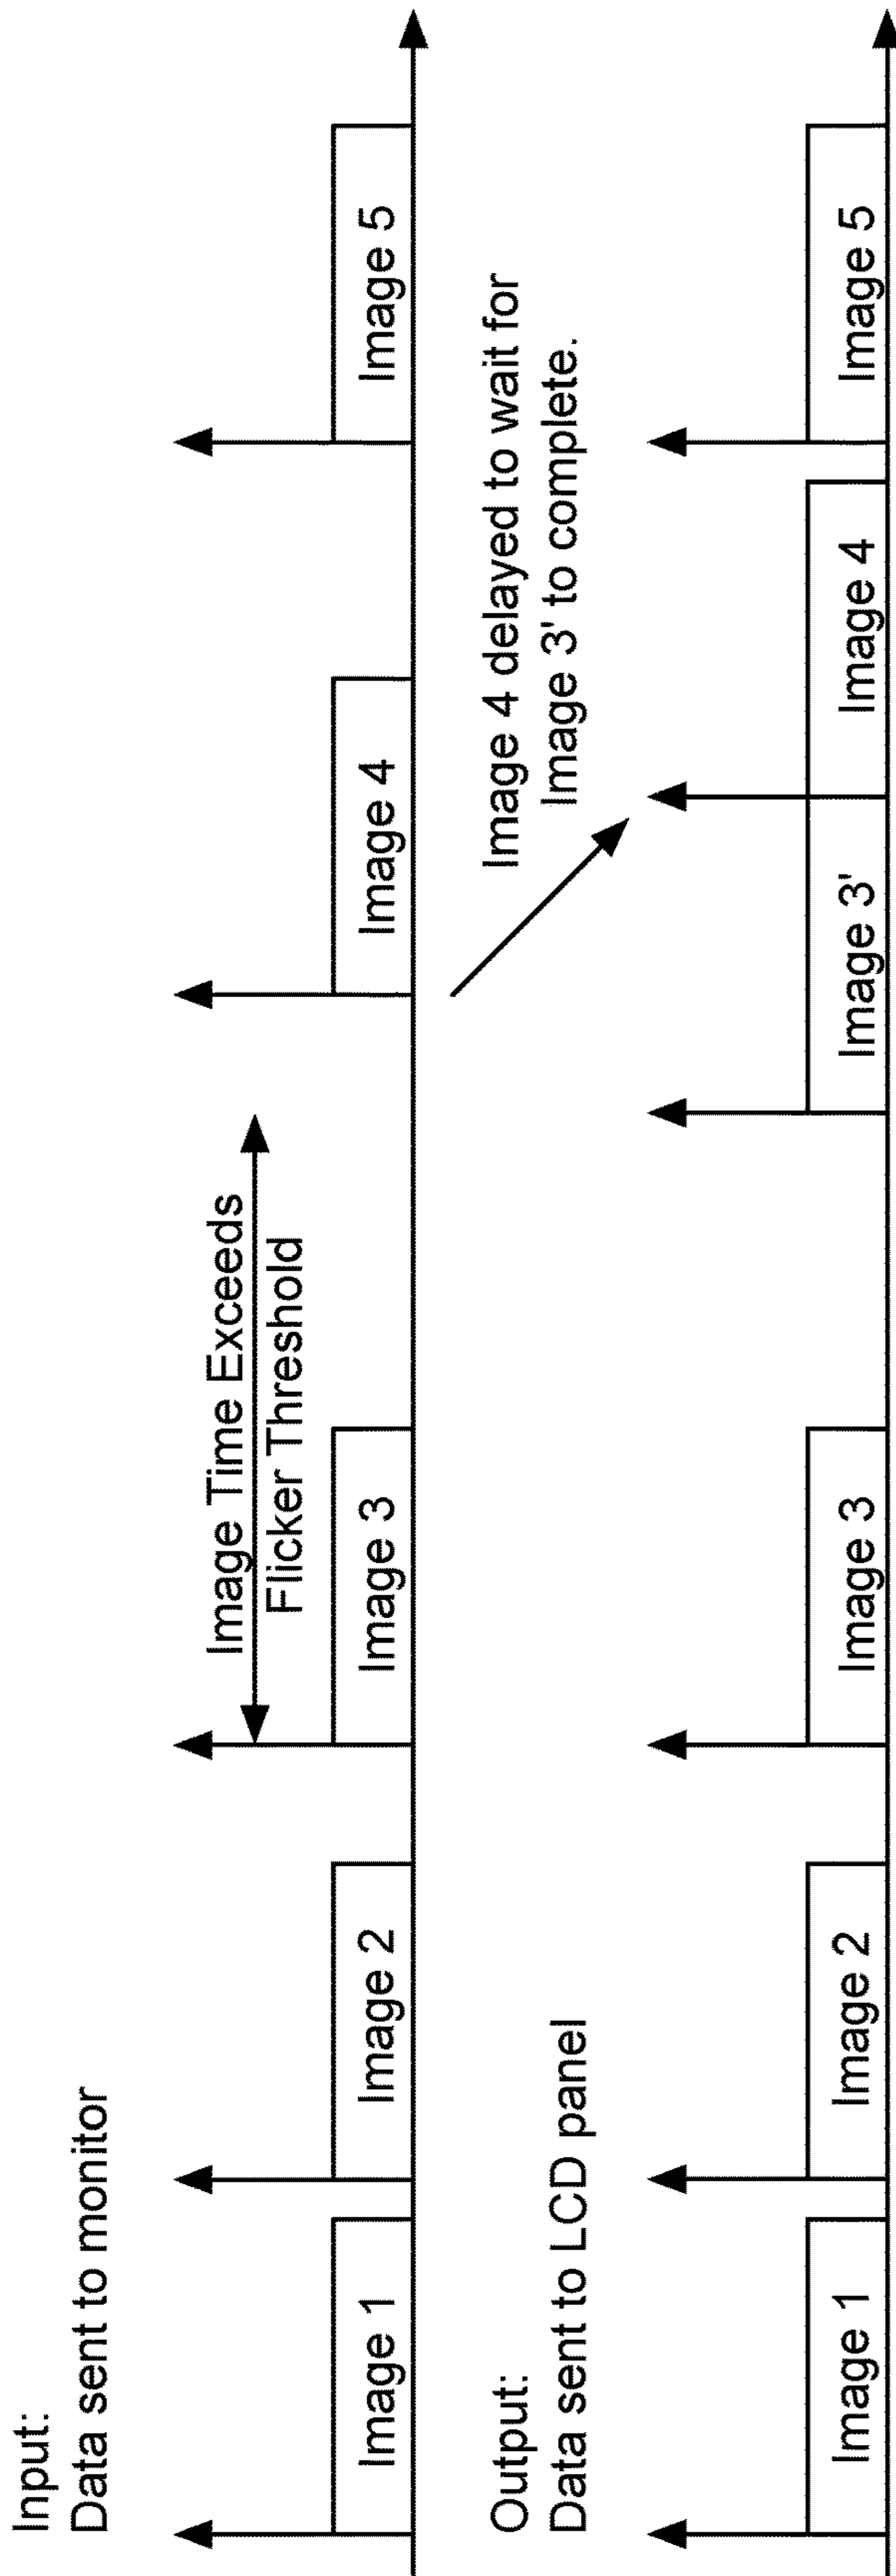 Input:
Data sent to monitor
Image Time Exceeds
Flicker Threshold
Image 1
Image 2
Image 3
Image 4
Image 5
Image 4 delayed to wait for
Image 3' to complete.
Output:
Data sent to LCD panel
Image 1
Image 2
Image 3
Image 3'
Image 4
Image 5